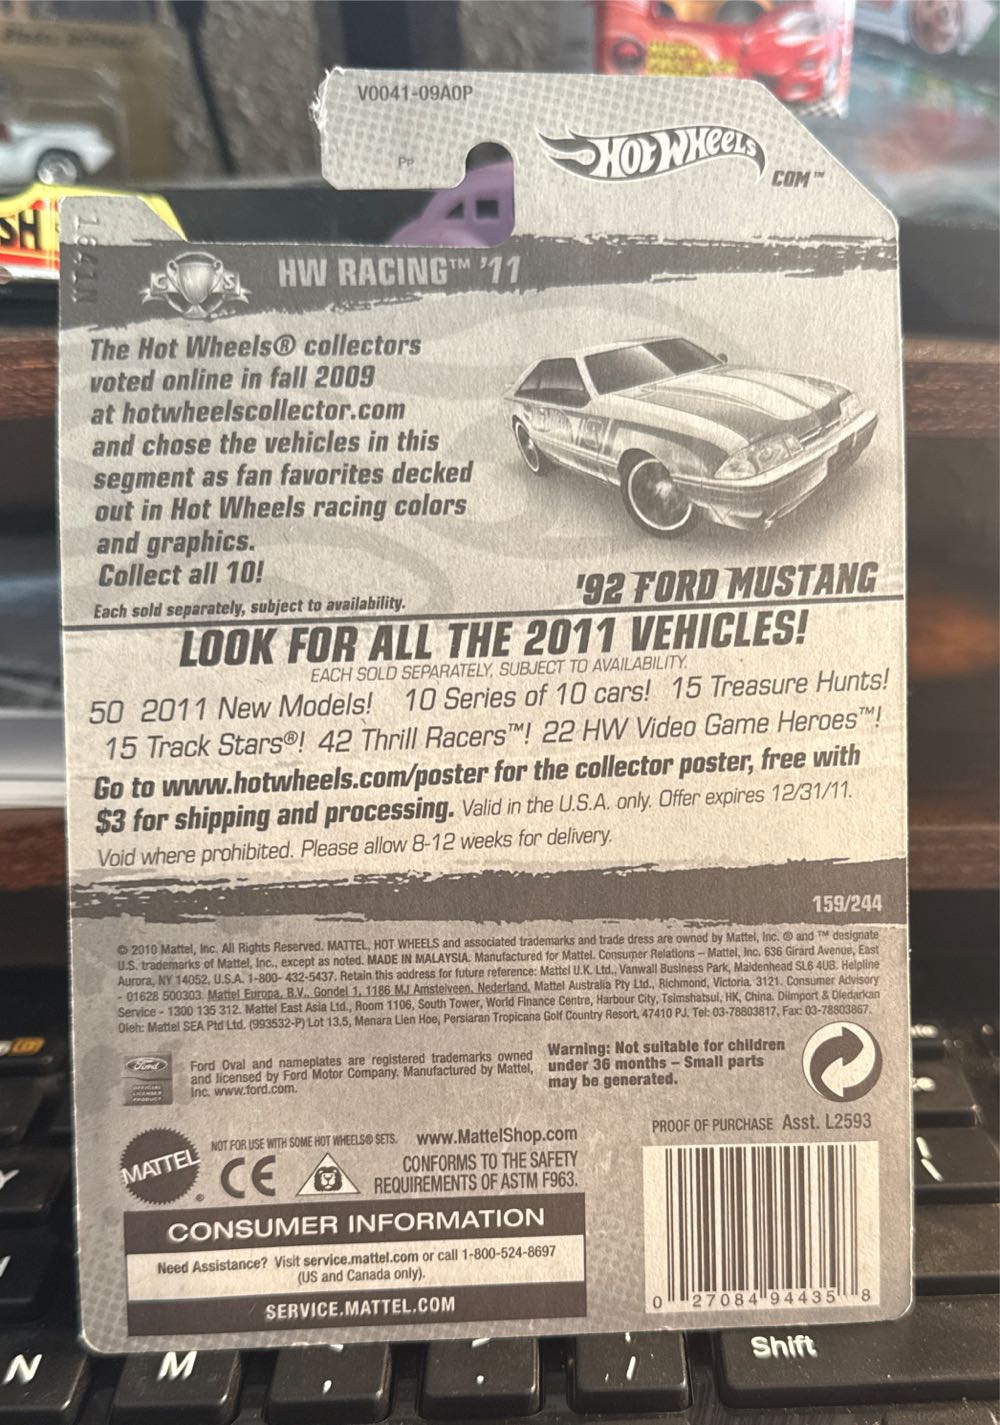 V0041-09A0P
Pp
HOT WHEELS
COM™
SH
1841N
CS
HW RACING™ '11
The Hot Wheels® collectors
voted online in fall 2009
at hotwheelscollector.com
and chose the vehicles in this
segment as fan favorites decked
out in Hot Wheels racing colors
and graphics.
Collect all 10!
Each sold separately, subject to availability.
'92 FORD MUSTANG
LOOK FOR ALL THE 2011 VEHICLES!
EACH SOLD SEPARATELY, SUBJECT TO AVAILABILITY.
50 2011 New Models! 10 Series of 10 cars! 15 Treasure Hunts!
15 Track Stars®! 42 Thrill Racers™! 22 HW Video Game Heroes™!
Go to www.hotwheels.com/poster for the collector poster, free with
$3 for shipping and processing. Valid in the U.S.A. only. Offer expires 12/31/11.
Void where prohibited. Please allow 8-12 weeks for delivery.
159/244
© 2010 Mattel, Inc. All Rights Reserved. MATTEL, HOT WHEELS and associated trademarks and trade dress are owned by Mattel, Inc. ® and ™ designate
U.S. trademarks of Mattel, Inc., except as noted. MADE IN MALAYSIA. Manufactured for Mattel. Consumer Relations – Mattel, Inc. 636 Girard Avenue, East
Aurora, NY 14052, U.S.A. 1-800- 432-5437. Retain this address for future reference: Mattel U.K. Ltd., Vanwall Business Park, Maidenhead SL6 4UB. Helpline
- 01628 500303. Mattel Europa, B.V., Gondel 1, 1186 MJ Amstelveen, Nederland. Mattel Australia Pty Ltd., Richmond, Victoria. 3121. Consumer Advisory
Service - 1300 135 312. Mattel East Asia Ltd., Room 1106, South Tower, World Finance Centre, Harbour City, Tsimshatsui, HK, China. Diimport & Diedarkan
Oleh: Mattel SEA Ptd Ltd. (993532-P) Lot 13.5, Menara Lien Hoe, Persiaran Tropicana Golf Country Resort, 47410 PJ. Tel: 03-78803817, Fax: 03-78803867.
Ford
OFFICIAL
LICENSED
PRODUCT
Ford Oval and nameplates are registered trademarks owned
and licensed by Ford Motor Company. Manufactured by Mattel,
Inc. www.ford.com.
Warning: Not suitable for children
under 36 months – Small parts
may be generated.
PROOF OF PURCHASE Asst. L2593
MATTEL®
NOT FOR USE WITH SOME HOT WHEELS® SETS. www.MattelShop.com
CE
CONFORMS TO THE SAFETY
REQUIREMENTS OF ASTM F963.
CONSUMER INFORMATION
Need Assistance? Visit service.mattel.com or call 1-800-524-8697
(US and Canada only).
SERVICE.MATTEL.COM
0 27084 94435 8
N
M
,
.
/
Shift